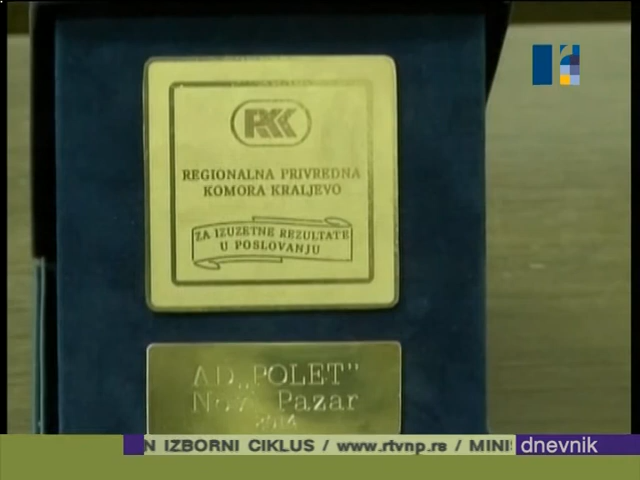 RKK
REGIONALNA PRIVREDNA
KOMORA KRALJEVO
ZA IZUZETNE REZULTATE
U POSLOVANJU
AD„POLET"
Novi Pazar
2014
N IZBORNI CIKLUS / www.rtvnp.rs / MINI
dnevnik